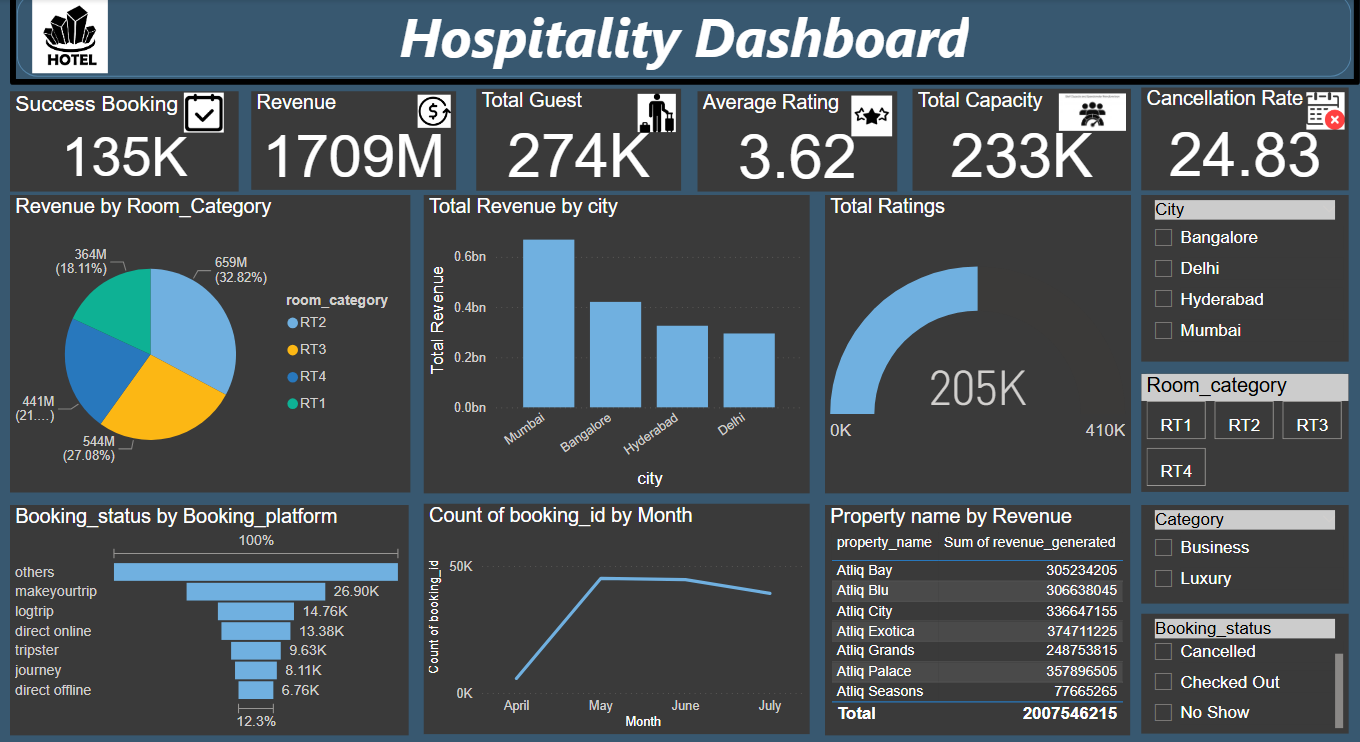 HOTEL
Hospitality Dashboard
Success Booking
135K
Revenue
1709M
Total Guest
274K
Average Rating
3.62
Total Capacity
233K
Cancellation Rate
24.83
Revenue by Room_Category
364M
(18.11%)
659M
(32.82%)
441M
(21....)
544M
(27.08%)
room_category
RT2
RT3
RT4
RT1
Total Revenue by city
Total Revenue
0.6bn
0.4bn
0.2bn
0.0bn
Mumbai
Bangalore
Hyderabad
Delhi
city
Total Ratings
205K
0K
410K
City
Bangalore
Delhi
Hyderabad
Mumbai
Room_category
RT1 RT2 RT3
RT4
Booking_status by Booking_platform
100%
others
makeyourtrip 26.90K
logtrip 14.76K
direct online 13.38K
tripster 9.63K
journey 8.11K
direct offline 6.76K
12.3%
Count of booking_id by Month
Count of booking_id
50K
0K
April May June July
Month
Property name by Revenue
property_name Sum of revenue_generated
Atliq Bay 305234205
Atliq Blu 306638045
Atliq City 336647155
Atliq Exotica 374711225
Atliq Grands 248753815
Atliq Palace 357896505
Atliq Seasons 77665265
Total 2007546215
Category
Business
Luxury
Booking_status
Cancelled
Checked Out
No Show